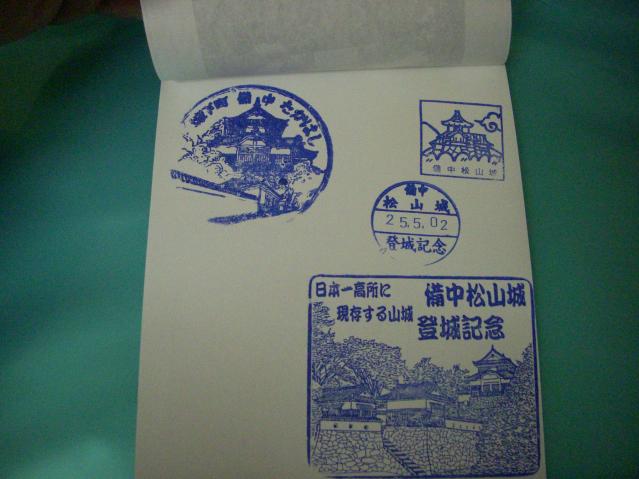 城下町 備中 たかはし
備中松山城
備中
松山城
25.5.02
登城記念
日本一高所に
現存する山城
備中松山城
登城記念